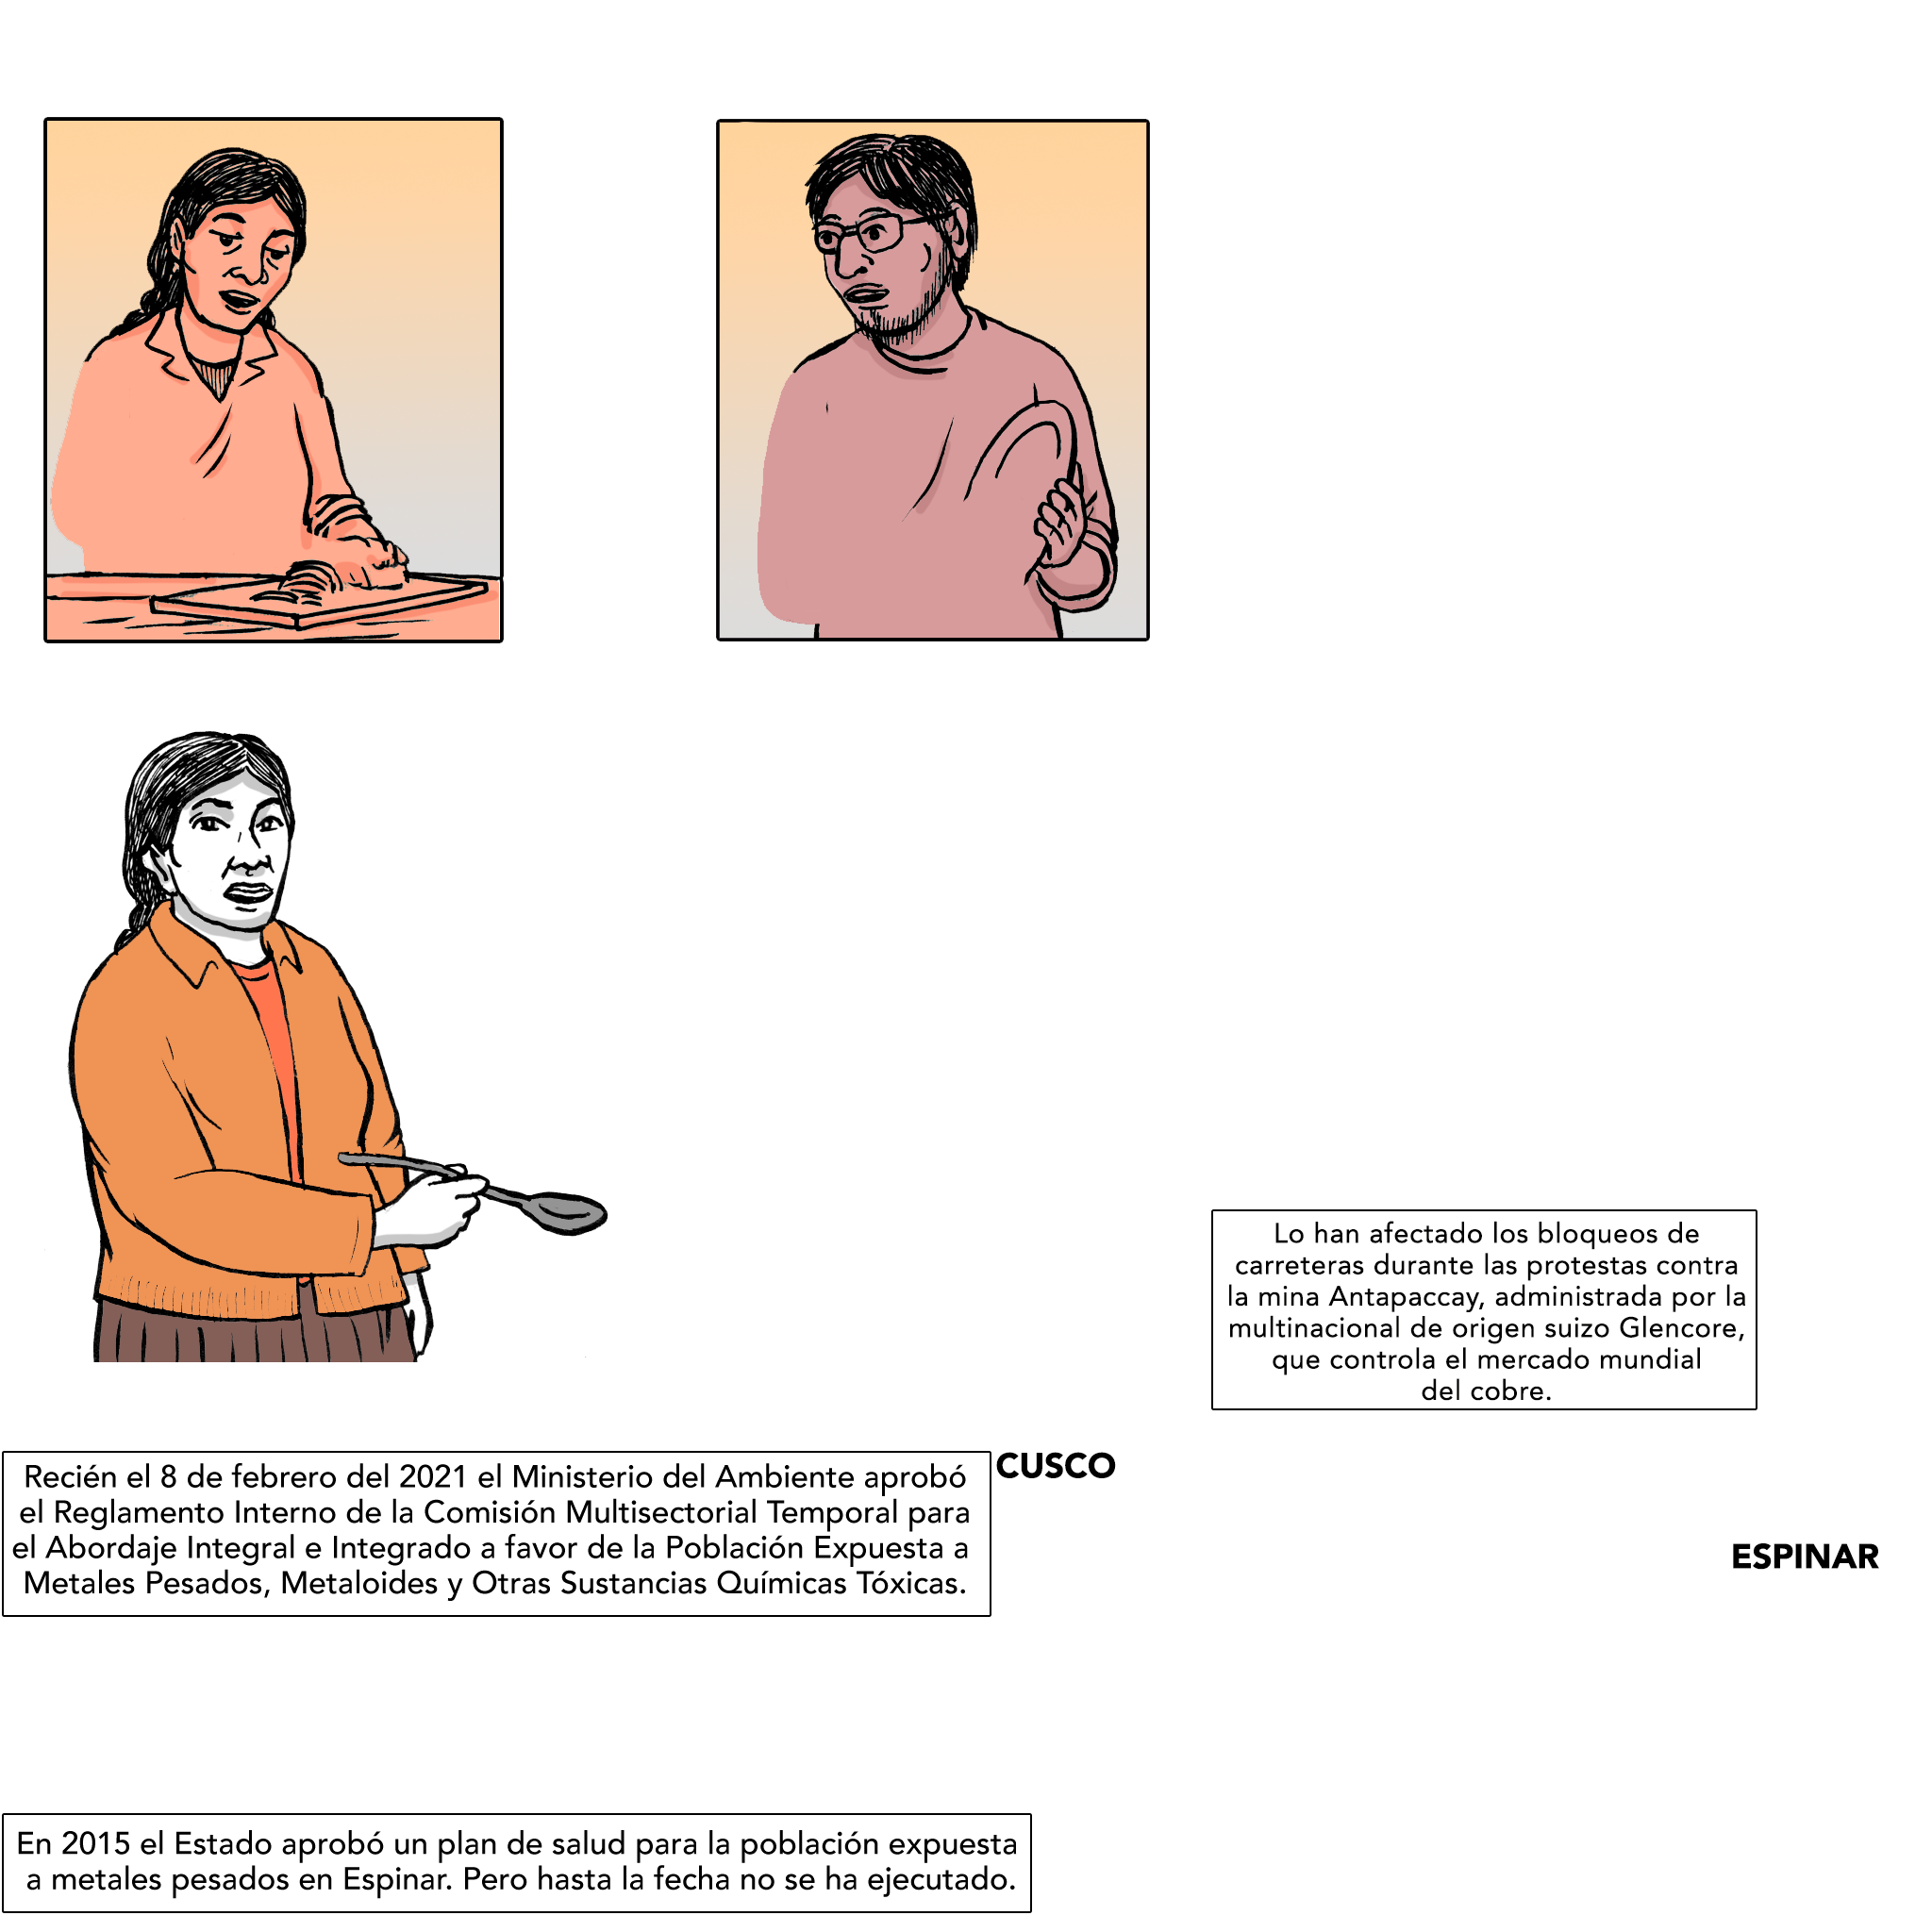 Lo han afectado los bloqueos de
carreteras durante las protestas contra
la mina Antapaccay, administrada por la
multinacional de origen suizo Glencore,
que controla el mercado mundial
del cobre.
CUSCO
Recién el 8 de febrero del 2021 el Ministerio del Ambiente aprobó
el Reglamento Interno de la Comisión Multisectorial Temporal para
el Abordaje Integral e Integrado a favor de la Población Expuesta a
Metales Pesados, Metaloides y Otras Sustancias Químicas Tóxicas.
ESPINAR
En 2015 el Estado aprobó un plan de salud para la población expuesta
a metales pesados en Espinar. Pero hasta la fecha no se ha ejecutado.